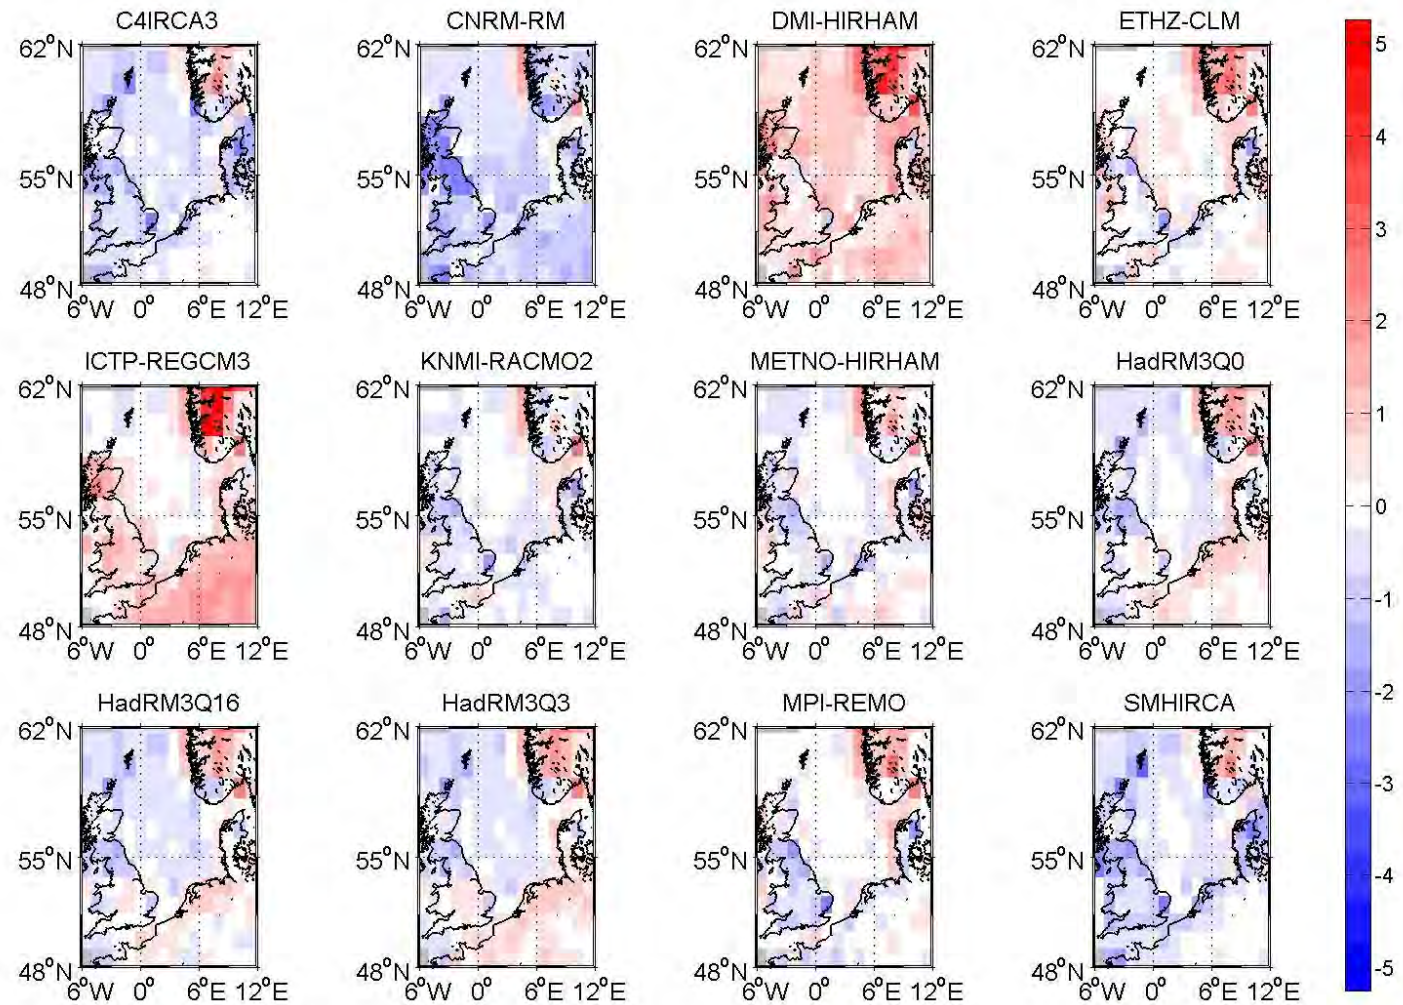 C4IRCA3 CNRM-RM DMI-HIRHAM ETHZ-CLM
62°N 62°N 62°N 62°N 5
4
3
55°N 55°N 55°N 55°N
2
48°N 48°N 48°N 48°N
6°W 0° 6°E 12°E 6°W 0° 6°E 12°E 6°W 0° 6°E 12°E 6°W 0° 6°E 12°E
ICTP-REGCM3 KNMI-RACMO2 METNO-HIRHAM HadRM3Q0
62°N 62°N 62°N 62°N
1
0
55°N 55°N 55°N 55°N
-1
48°N 48°N 48°N 48°N
6°W 0° 6°E 12°E 6°W 0° 6°E 12°E 6°W 0° 6°E 12°E 6°W 0° 6°E 12°E
-2
HadRM3Q16 HadRM3Q3 MPI-REMO SMHIRCA
62°N 62°N 62°N 62°N
-3
55°N 55°N 55°N 55°N
-4
48°N 48°N 48°N 48°N -5
6°W 0° 6°E 12°E 6°W 0° 6°E 12°E 6°W 0° 6°E 12°E 6°W 0° 6°E 12°E